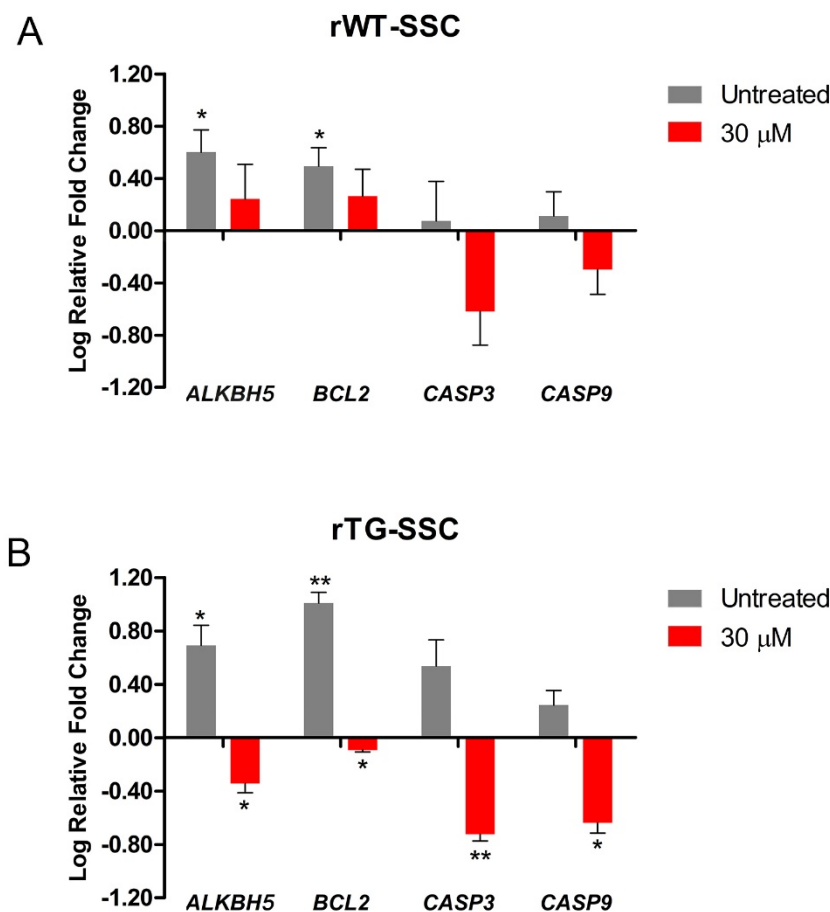 A
rWT-SSC
Log Relative Fold Change
1.20
0.80
0.40
0.00
-0.40
-0.80
-1.20
*
*
ALKBH5 BCL2 CASP3 CASP9
Untreated
30 µM
B
rTG-SSC
Log Relative Fold Change
1.20
0.80
0.40
0.00
-0.40
-0.80
-1.20
*
**
*
*
**
*
ALKBH5 BCL2 CASP3 CASP9
Untreated
30 µM